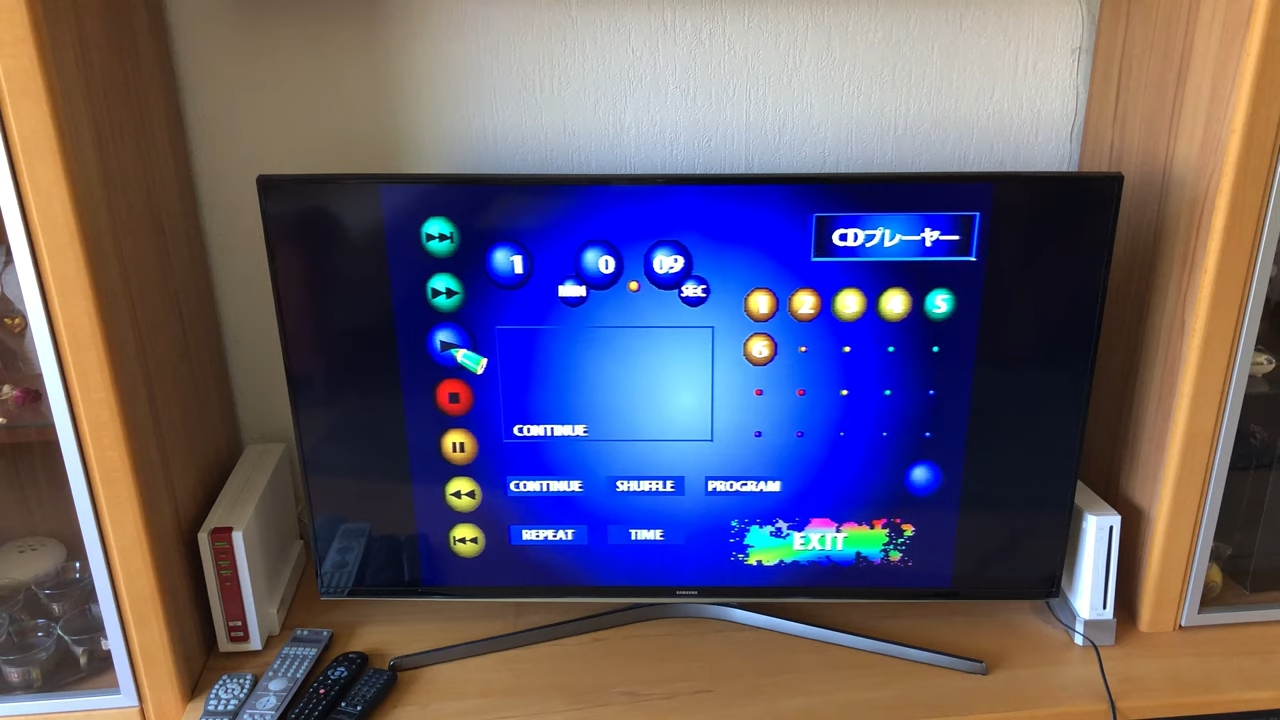 CDプレーヤー
1 0 09
MIN SEC
1 2 3 4 5
6
CONTINUE
CONTINUE SHUFFLE PROGRAM
REPEAT TIME
EXIT
SAMSUNG